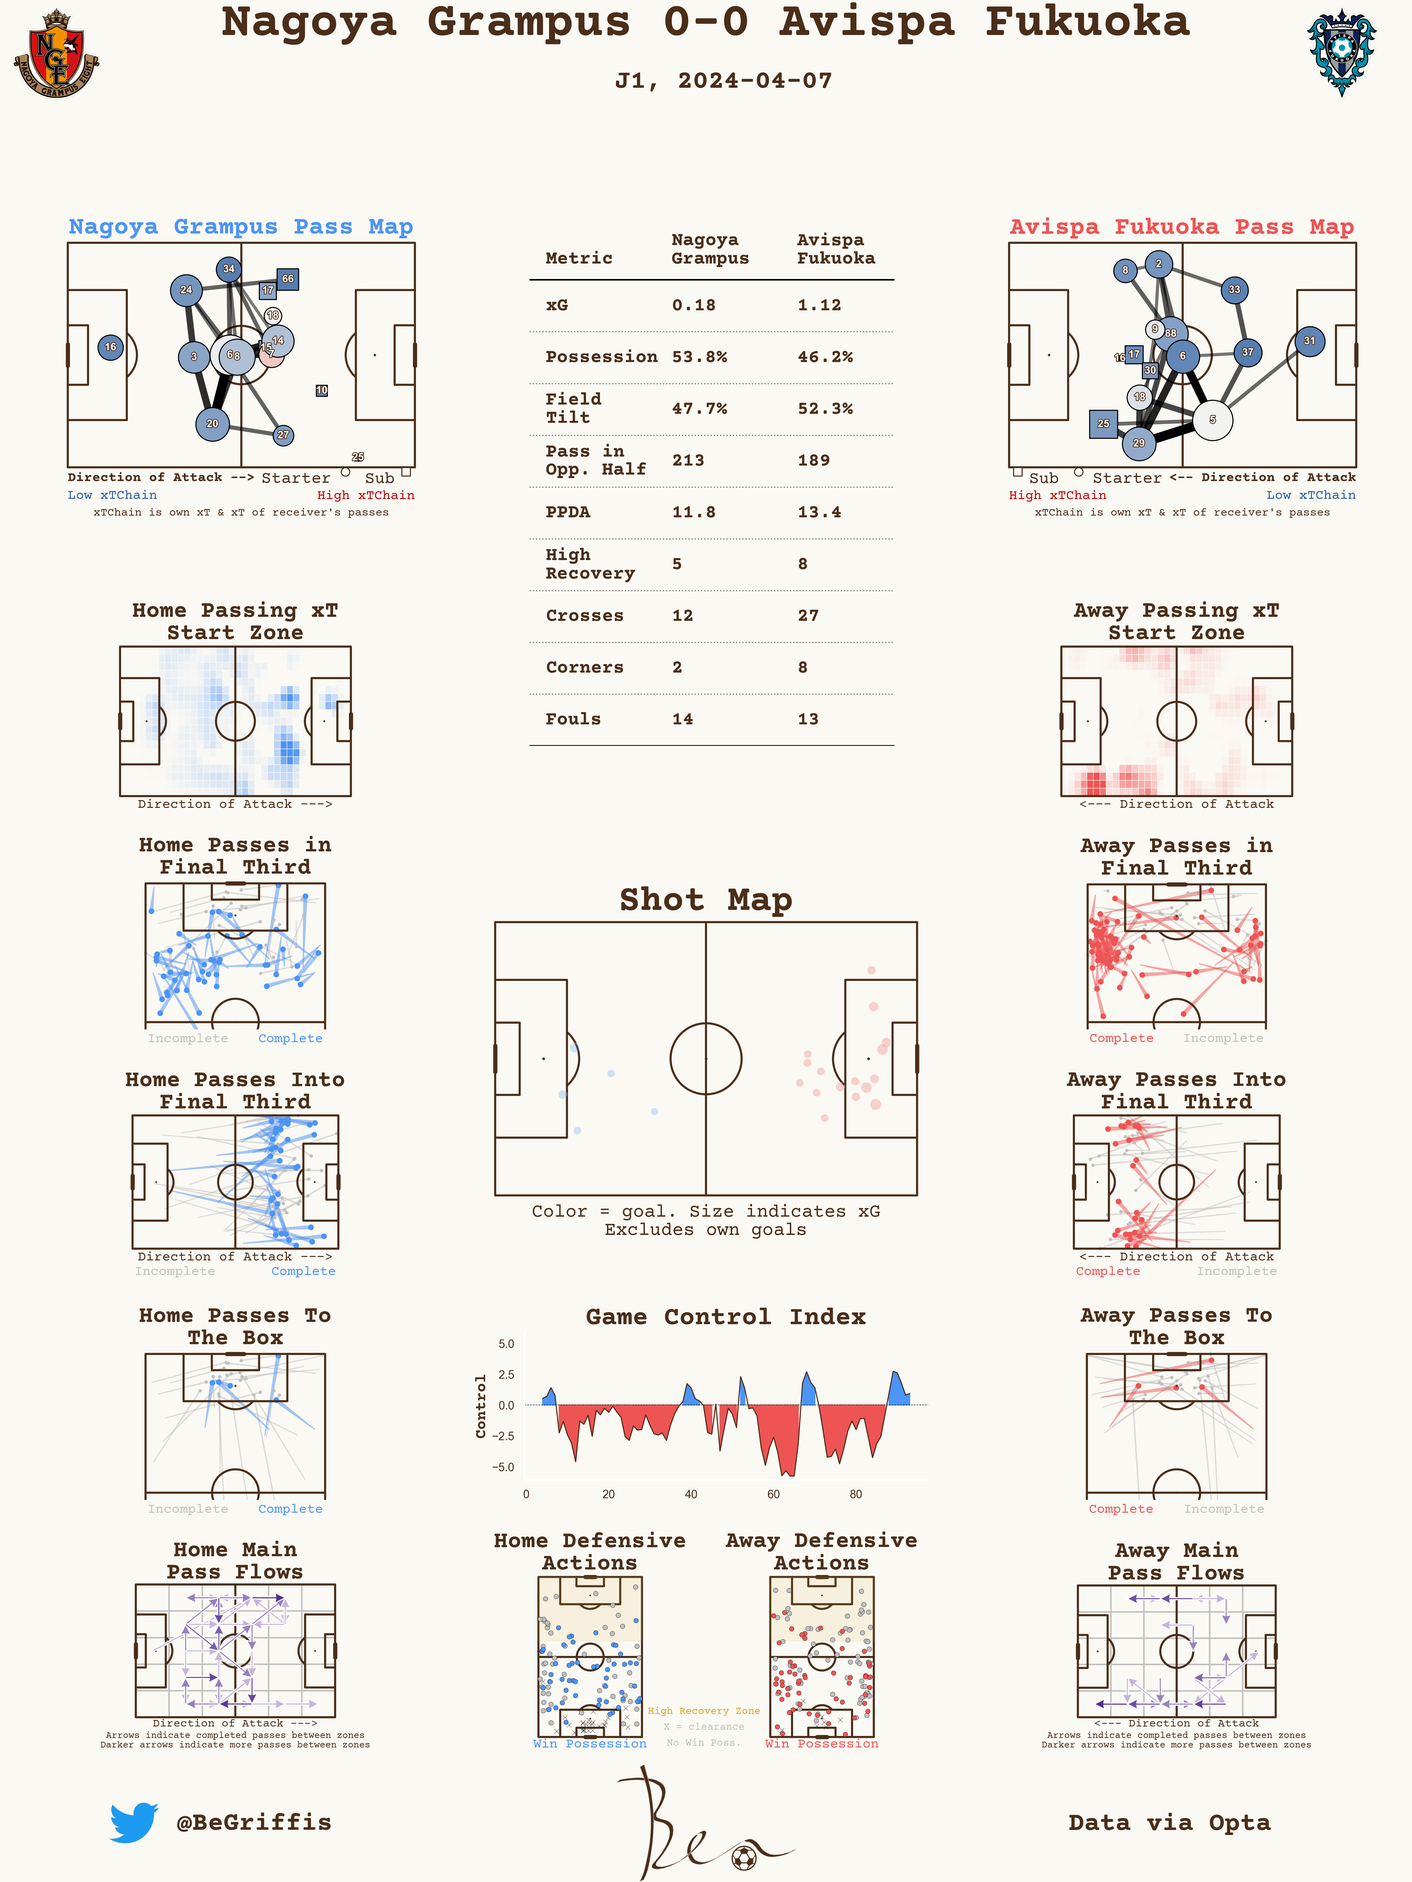 Nagoya Grampus 0-0 Avispa Fukuoka
J1, 2024-04-07
NGE
NAGOYA GRAMPUS EIGHT
Nagoya Grampus Pass Map
34
66
24
17
18
14
16
3
6
8
15
7
10
20
27
25
Direction of Attack --> Starter Sub
Low xTChain High xTChain
xTChain is own xT & xT of receiver's passes
Metric Nagoya Grampus Avispa Fukuoka
xG 0.18 1.12
Possession 53.8% 46.2%
Field Tilt 47.7% 52.3%
Pass in Opp. Half 213 189
PPDA 11.8 13.4
High Recovery 5 8
Crosses 12 27
Corners 2 8
Fouls 14 13
Avispa Fukuoka Pass Map
8
2
33
9
88
31
16
17
6
37
30
18
5
25
29
Sub Starter <-- Direction of Attack
High xTChain Low xTChain
xTChain is own xT & xT of receiver's passes
Home Passing xT
Start Zone
Direction of Attack --->
Away Passing xT
Start Zone
<--- Direction of Attack
Home Passes in
Final Third
Incomplete Complete
Away Passes in
Final Third
Complete Incomplete
Shot Map
Color = goal. Size indicates xG
Excludes own goals
Home Passes Into
Final Third
Direction of Attack --->
Incomplete Complete
Away Passes Into
Final Third
<--- Direction of Attack
Complete Incomplete
Home Passes To
The Box
Incomplete Complete
Game Control Index
Control
5.0
2.5
0.0
−2.5
−5.0
0 20 40 60 80
Away Passes To
The Box
Complete Incomplete
Home Main
Pass Flows
Direction of Attack --->
Arrows indicate completed passes between zones
Darker arrows indicate more passes between zones
Home Defensive
Actions
Win Possession
High Recovery Zone
X = clearance
No Win Poss.
Away Defensive
Actions
Win Possession
Away Main
Pass Flows
<--- Direction of Attack
Arrows indicate completed passes between zones
Darker arrows indicate more passes between zones
@BeGriffis
Ben
Data via Opta